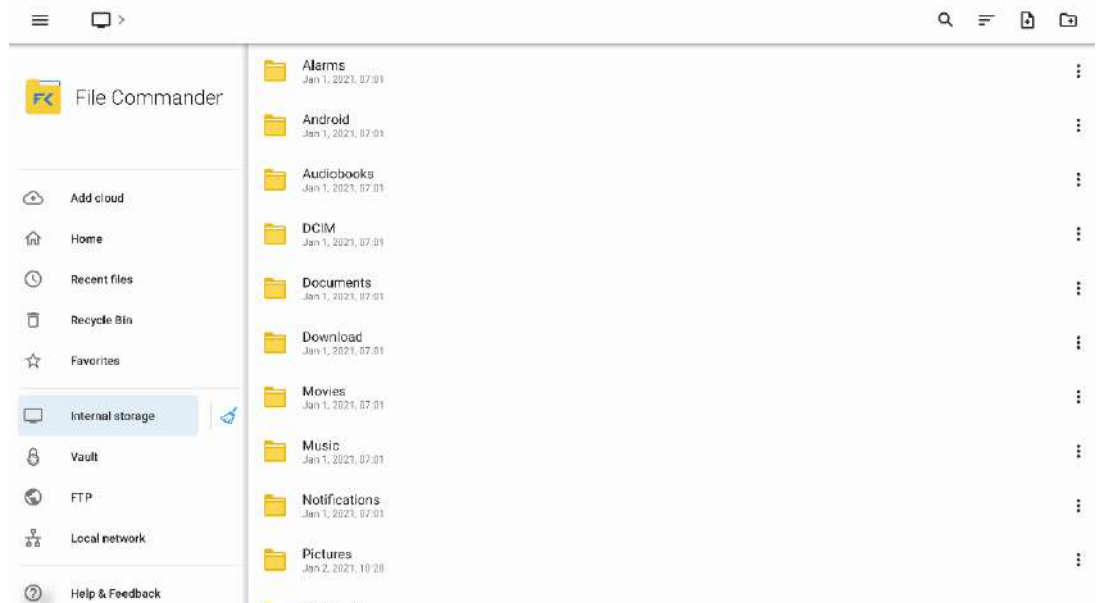 File Commander
Add cloud
Home
Recent files
Recycle Bin
Favorites
Internal storage
Vault
FTP
Local network
Help & Feedback
Alarms
Jan 1, 2021, 07:01
Android
Jan 1, 2021, 07:01
Audiobooks
Jan 1, 2021, 07:01
DCIM
Jan 1, 2021, 07:01
Documents
Jan 1, 2021, 07:01
Download
Jan 1, 2021, 07:01
Movies
Jan 1, 2021, 07:01
Music
Jan 1, 2021, 07:01
Notifications
Jan 1, 2021, 07:01
Pictures
Jan 2, 2021, 10:28